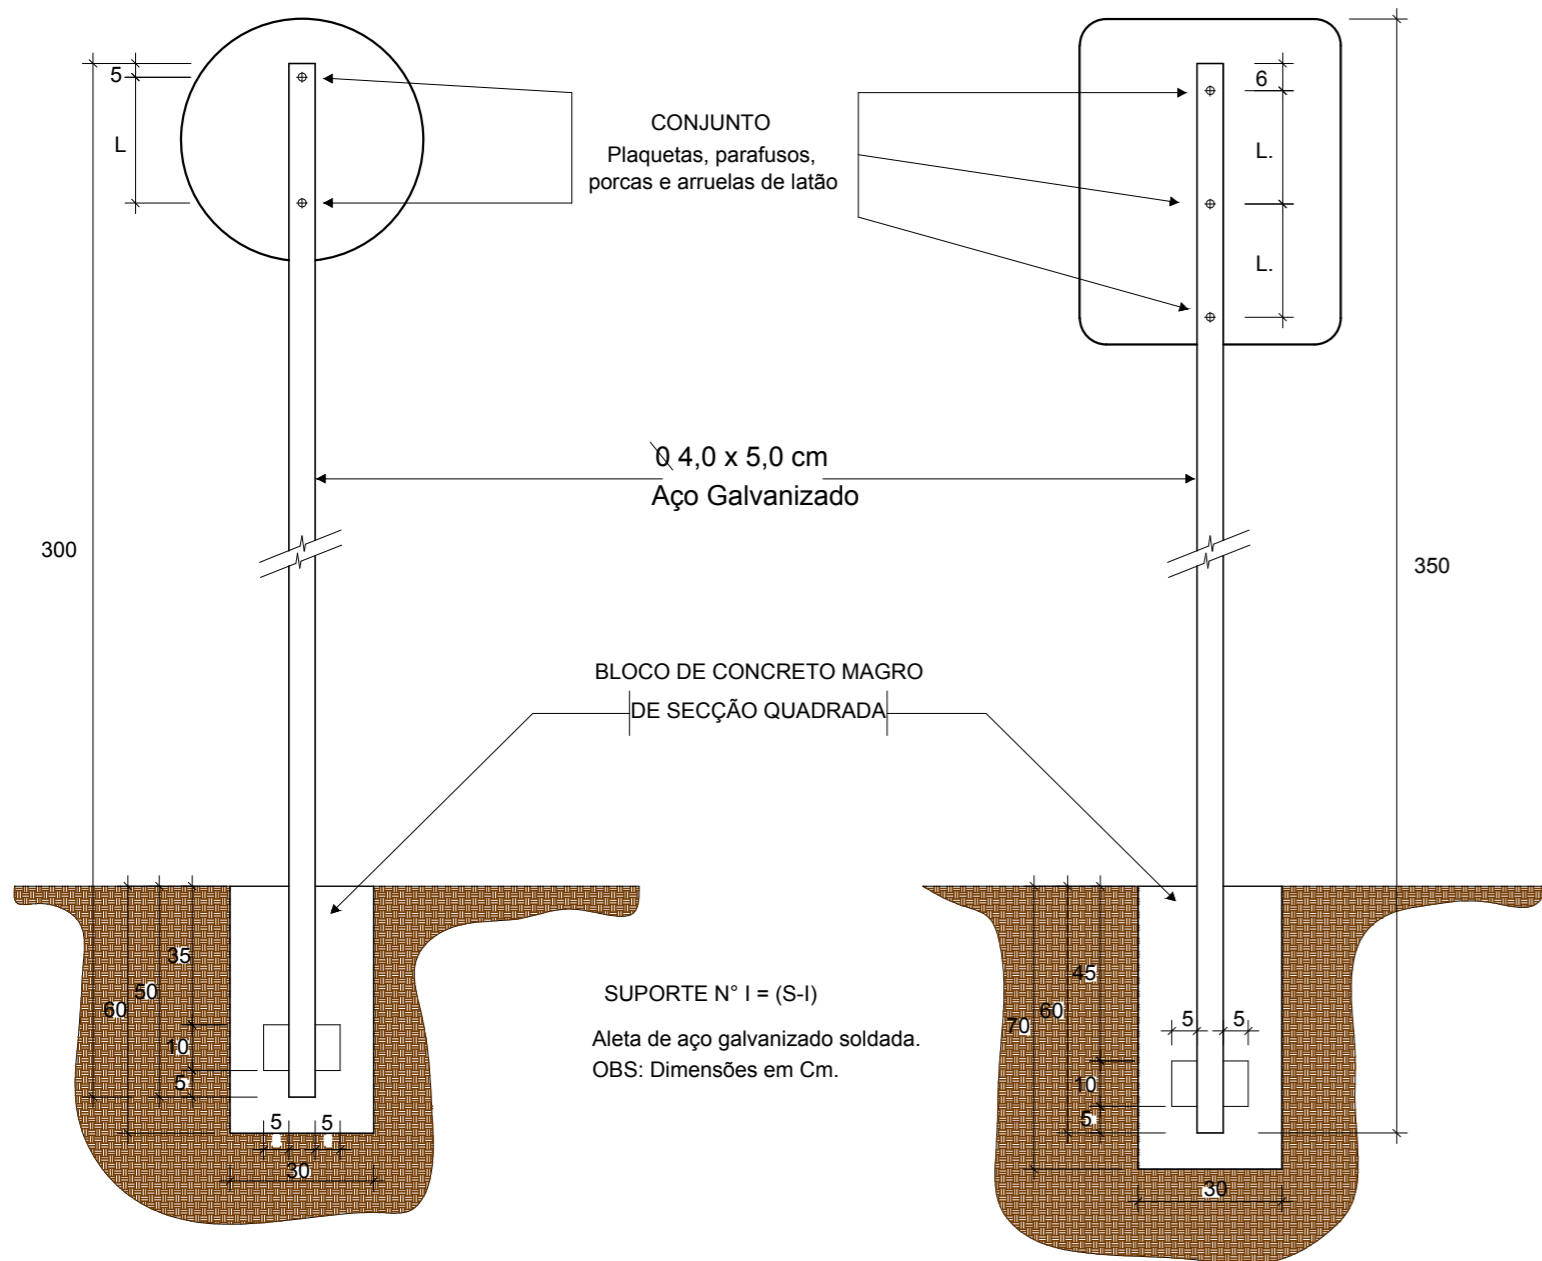 5
L
CONJUNTO
Plaquetas, parafusos,
porcas e arruelas de latão
6
L.
L.
0 4,0 x 5,0 cm
Aço Galvanizado
300
350
BLOCO DE CONCRETO MAGRO
DE SECÇÃO QUADRADA
35
50
60
10
5
5 5
30
SUPORTE N° I = (S-I)
Aleta de aço galvanizado soldada.
OBS: Dimensões em Cm.
45
60
70
5 5
10
5
30